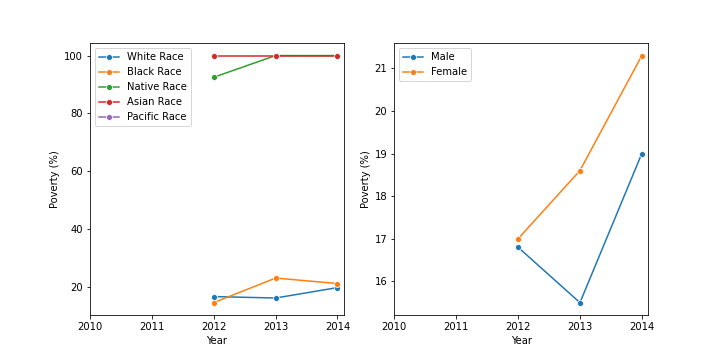 White Race
Black Race
Native Race
Asian Race
Pacific Race
100
80
60
40
20
Poverty (%)
2010 2011 2012 2013 2014
Year
Male
Female
21
20
19
18
17
16
Poverty (%)
2010 2011 2012 2013 2014
Year